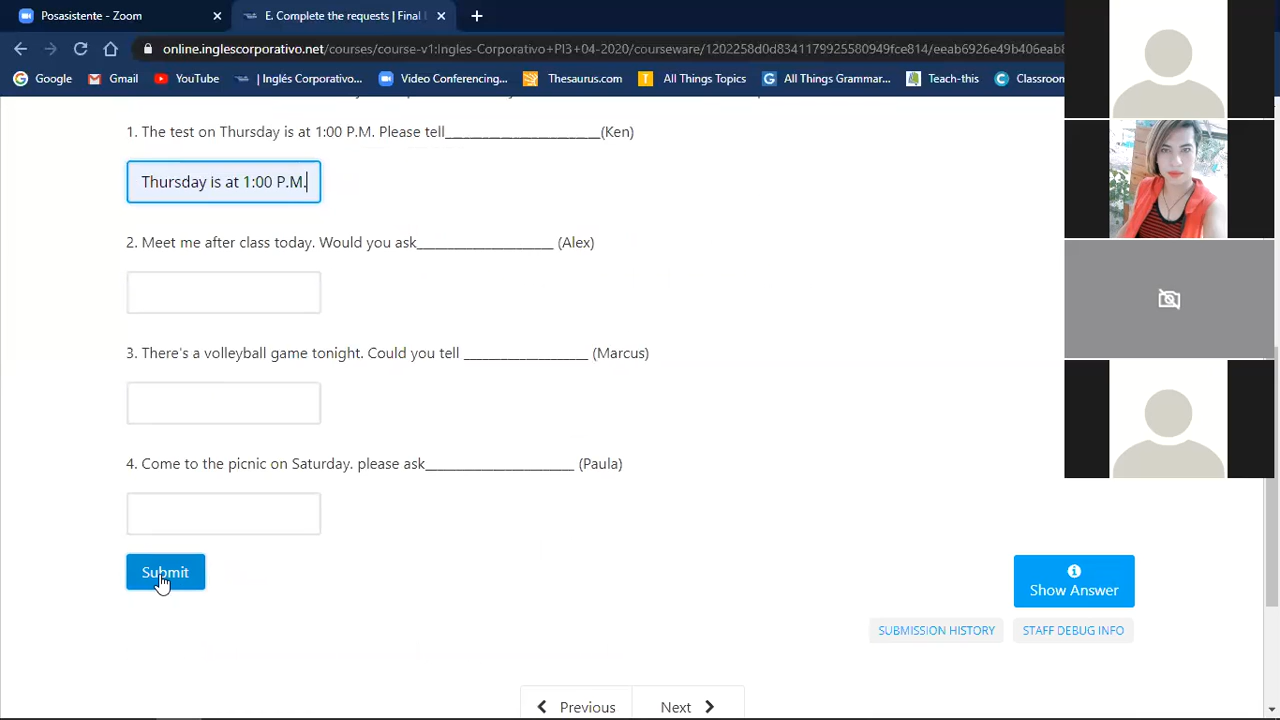 Posasistente - Zoom
E. Complete the requests | Final
online.inglescorporativo.net/courses/course-v1:Ingles-Corporativo+PI3+04-2020/courseware/1202258d0d8341179925580949fce814/eeab6926e49b406eab8
Google Gmail YouTube | Inglés Corporativo... Video Conferencing... Thesaurus.com All Things Topics All Things Grammar... Teach-this Classroom
1. The test on Thursday is at 1:00 P.M. Please tell____________________(Ken)
Thursday is at 1:00 P.M.
2. Meet me after class today. Would you ask__________________ (Alex)
3. There's a volleyball game tonight. Could you tell ________________ (Marcus)
4. Come to the picnic on Saturday. please ask___________________ (Paula)
Submit
Show Answer
SUBMISSION HISTORY STAFF DEBUG INFO
Previous Next